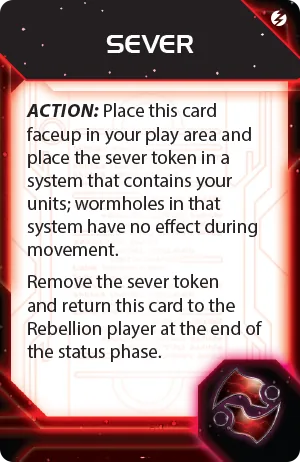 SEVER
ACTION: Place this card
faceup in your play area and
place the sever token in a
system that contains your
units; wormholes in that
system have no effect during
movement.
Remove the sever token
and return this card to the
Rebellion player at the end of
the status phase.